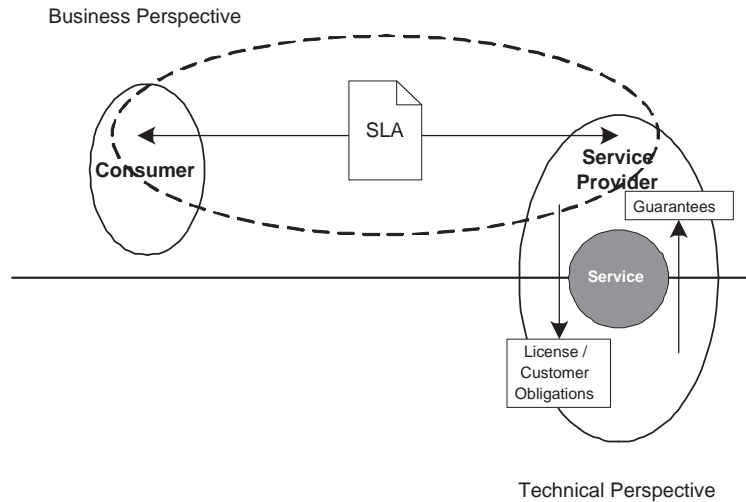 Business Perspective
SLA
Consumer
Service
Provider
Guarantees
Service
License /
Customer
Obligations
Technical Perspective